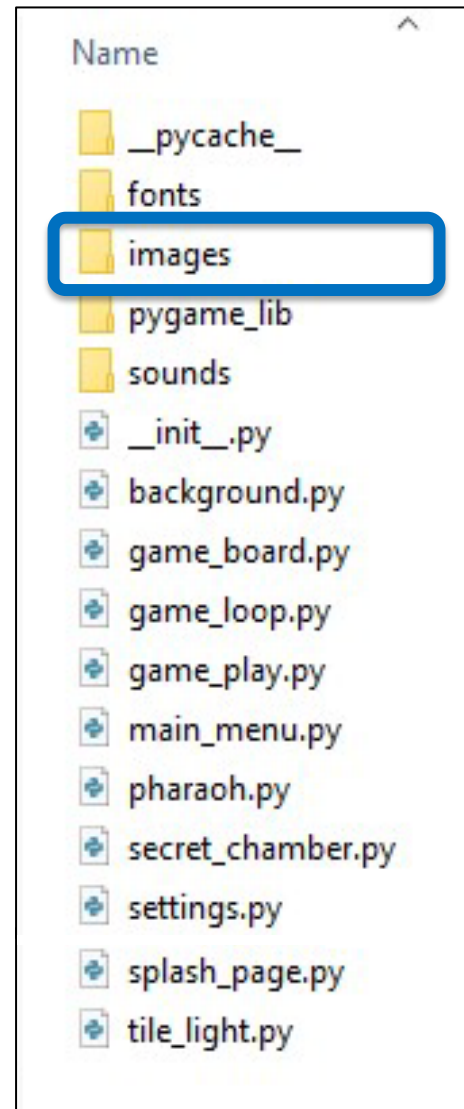 Name
__pycache__
fonts
images
pygame_lib
sounds
__init__.py
background.py
game_board.py
game_loop.py
game_play.py
main_menu.py
pharaoh.py
secret_chamber.py
settings.py
splash_page.py
tile_light.py